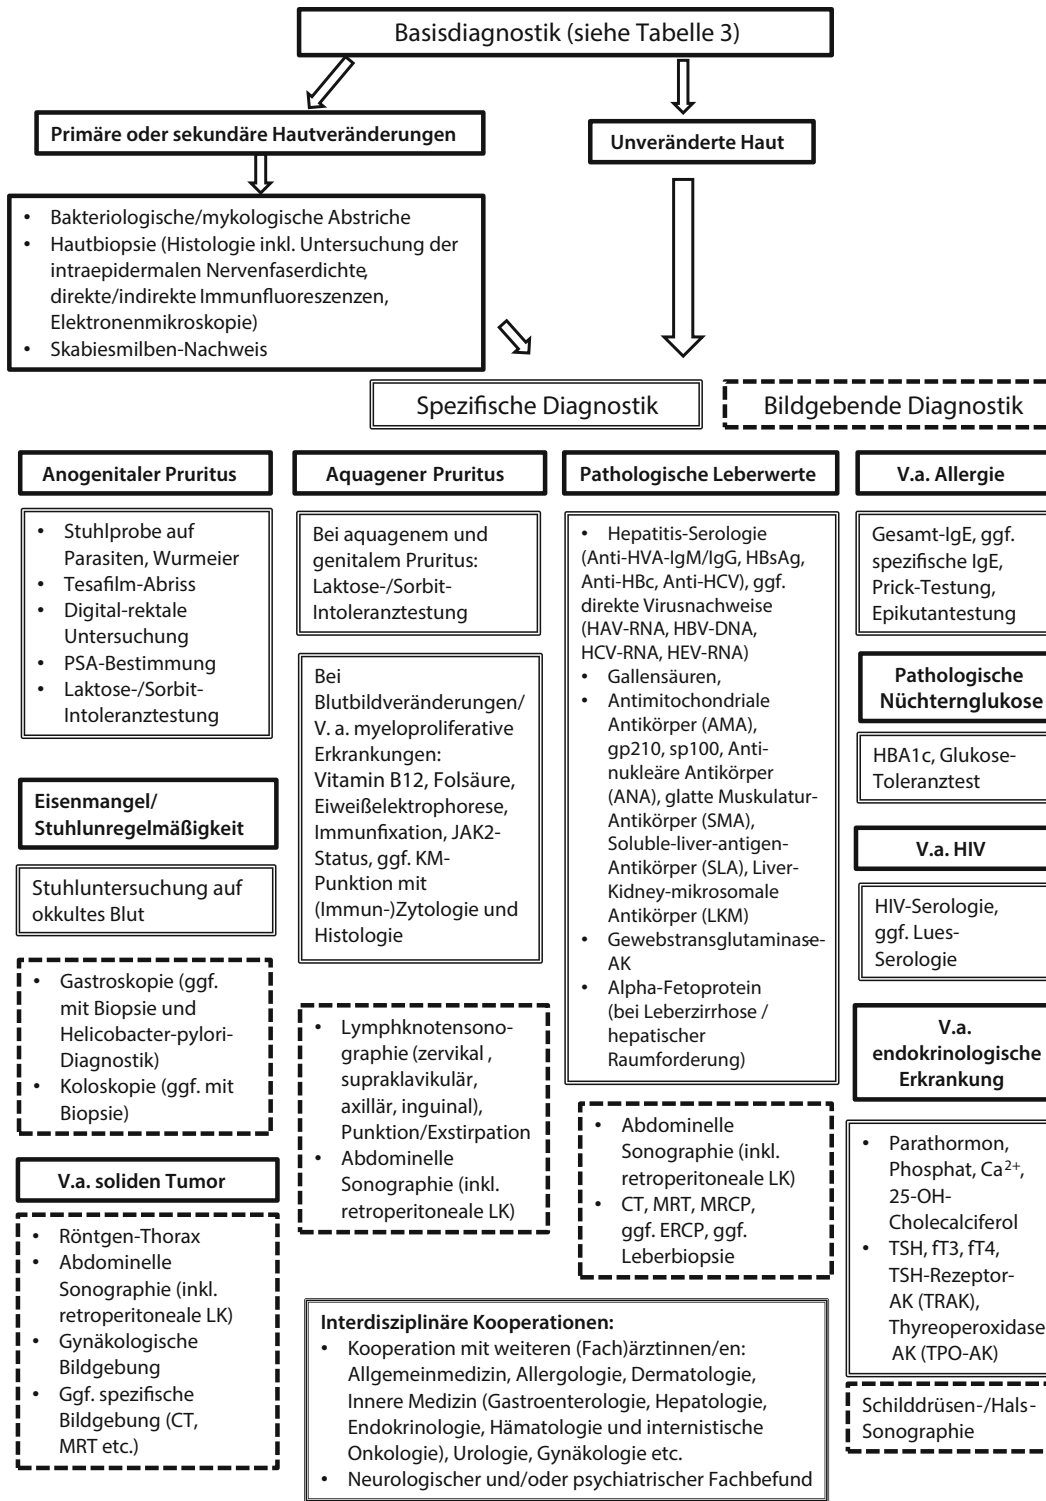 Basisdiagnostik (siehe Tabelle 3)
Primäre oder sekundäre Hautveränderungen
Unveränderte Haut
• Bakteriologische/mykologische Abstriche
• Hautbiopsie (Histologie inkl. Untersuchung der
intraepidermalen Nervenfaserdichte,
direkte/indirekte Immunfluoreszenzen,
Elektronenmikroskopie)
• Skabiesmilben-Nachweis
Spezifische Diagnostik
Bildgebende Diagnostik
Anogenitaler Pruritus
• Stuhlprobe auf
Parasiten, Wurmeier
• Tesafilm-Abriss
• Digital-rektale
Untersuchung
• PSA-Bestimmung
• Laktose-/Sorbit-
Intoleranztestung
Eisenmangel/
Stuhlunregelmäßigkeit
Stuhluntersuchung auf
okkultes Blut
• Gastroskopie (ggf.
mit Biopsie und
Helicobacter-pylori-
Diagnostik)
• Koloskopie (ggf. mit
Biopsie)
V.a. soliden Tumor
• Röntgen-Thorax
• Abdominelle
Sonographie (inkl.
retroperitoneale LK)
• Gynäkologische
Bildgebung
• Ggf. spezifische
Bildgebung (CT,
MRT etc.)
Aquagener Pruritus
Bei aquagenem und
genitalem Pruritus:
Laktose-/Sorbit-
Intoleranztestung
Bei
Blutbildveränderungen/
V. a. myeloproliferative
Erkrankungen:
Vitamin B12, Folsäure,
Eiweißelektrophorese,
Immunfixation, JAK2-
Status, ggf. KM-
Punktion mit
(Immun-)Zytologie und
Histologie
• Lymphknotensono-
graphie (zervikal ,
supraklavikulär,
axillär, inguinal),
Punktion/Exstirpation
• Abdominelle
Sonographie (inkl.
retroperitoneale LK)
Pathologische Leberwerte
• Hepatitis-Serologie
(Anti-HVA-IgM/IgG, HBsAg,
Anti-HBc, Anti-HCV), ggf.
direkte Virusnachweise
(HAV-RNA, HBV-DNA,
HCV-RNA, HEV-RNA)
• Gallensäuren,
• Antimitochondriale
Antikörper (AMA),
gp210, sp100, Anti-
nukleäre Antikörper
(ANA), glatte Muskulatur-
Antikörper (SMA),
Soluble-liver-antigen-
Antikörper (SLA), Liver-
Kidney-mikrosomale
Antikörper (LKM)
• Gewebstransglutaminase-
AK
• Alpha-Fetoprotein
(bei Leberzirrhose /
hepatischer
Raumforderung)
• Abdominelle
Sonographie (inkl.
retroperitoneale LK)
• CT, MRT, MRCP,
ggf. ERCP, ggf.
Leberbiopsie
V.a. Allergie
Gesamt-IgE, ggf.
spezifische IgE,
Prick-Testung,
Epikutantestung
Pathologische
Nüchternglukose
HBA1c, Glukose-
Toleranztest
V.a. HIV
HIV-Serologie,
ggf. Lues-
Serologie
V.a.
endokrinologische
Erkrankung
• Parathormon,
Phosphat, Ca²⁺,
25-OH-
Cholecalciferol
• TSH, fT3, fT4,
TSH-Rezeptor-
AK (TRAK),
Thyreoperoxidase
AK (TPO-AK)
Schilddrüsen-/Hals-
Sonographie
Interdisziplinäre Kooperationen:
• Kooperation mit weiteren (Fach)ärztinnen/en:
Allgemeinmedizin, Allergologie, Dermatologie,
Innere Medizin (Gastroenterologie, Hepatologie,
Endokrinologie, Hämatologie und internistische
Onkologie), Urologie, Gynäkologie etc.
• Neurologischer und/oder psychiatrischer Fachbefund